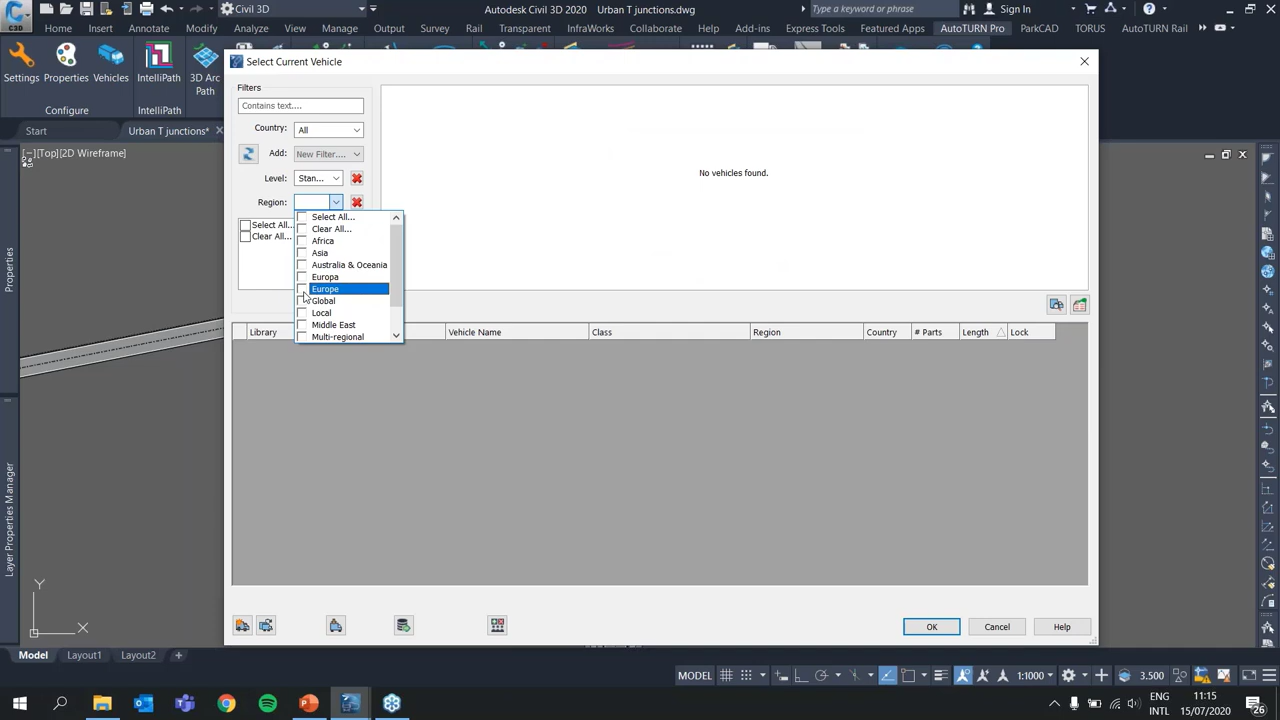 C3D
Civil 3D
Autodesk Civil 3D 2020
Urban T junctions.dwg
Type a keyword or phrase
Sign In
Home
Insert
Annotate
Modify
Analyze
View
Manage
Output
Survey
Rail
Transparent
InfraWorks
Collaborate
Help
Add-ins
Express Tools
Featured Apps
AutoTURN Pro
ParkCAD
TORUS
AutoTURN Rail
Settings
Properties
Vehicles
IntelliPath
3D Arc
Path
Configure
IntelliPath
Start
Urban T junctions*
[−][Top][2D Wireframe]
Select Current Vehicle
Filters
Contains text....
Country:
All
Add:
New Filter....
Level:
Stan...
Region:
Select All...
Clear All...
Select All...
Clear All...
Africa
Asia
Australia & Oceania
Europa
Europe
Global
Local
Middle East
Multi-regional
No vehicles found.
Library
Vehicle Name
Class
Region
Country
# Parts
Length
Lock
OK
Cancel
Help
Properties
Layer Properties Manager
Y
X
Model
Layout1
Layout2
MODEL
1:1000
3.500
ENG
INTL
11:15
15/07/2020
26